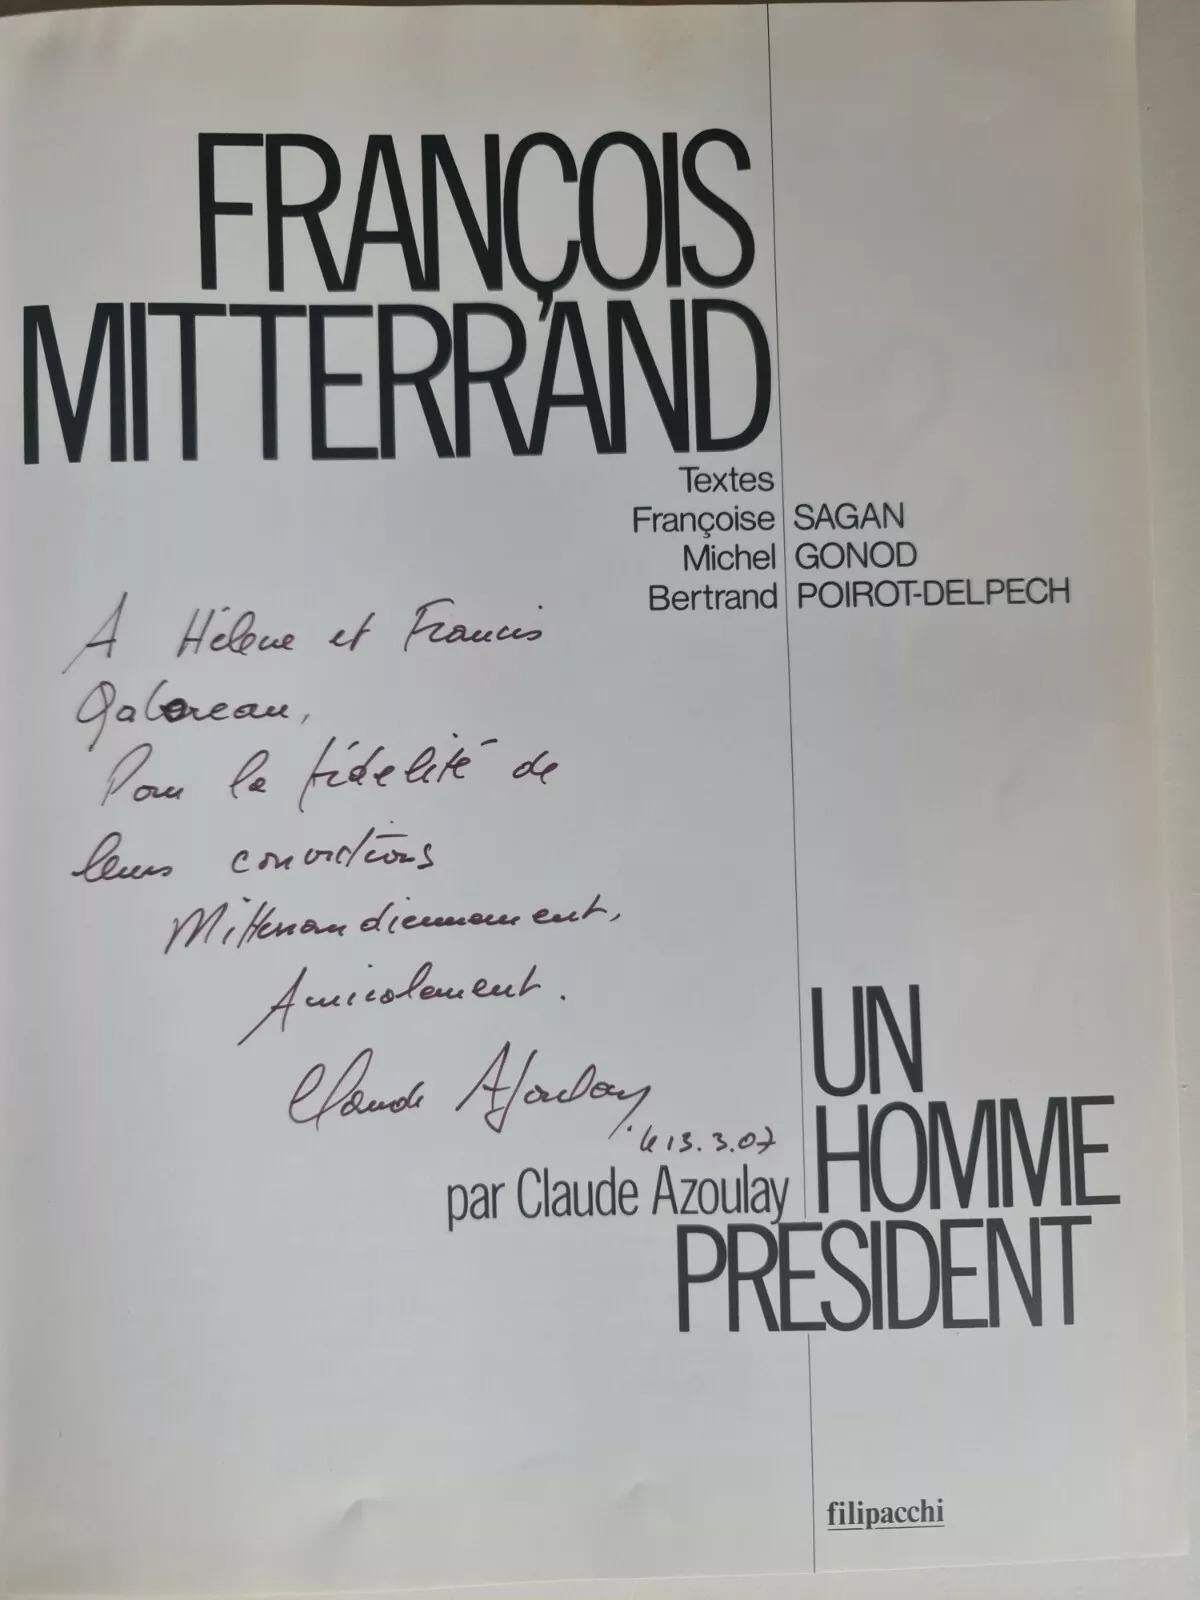 FRANÇOIS
MITTERRAND
Textes
Françoise SAGAN
Michel GONOD
Bertrand POIROT-DELPECH
A Hélène et Francis
Pour la fidélité de
leurs convictions
Mitterrandiennement,
Amicalement.
Claude Azoulay
le 13.3.07
UN
HOMME
par Claude Azoulay
PRESIDENT
filipacchi